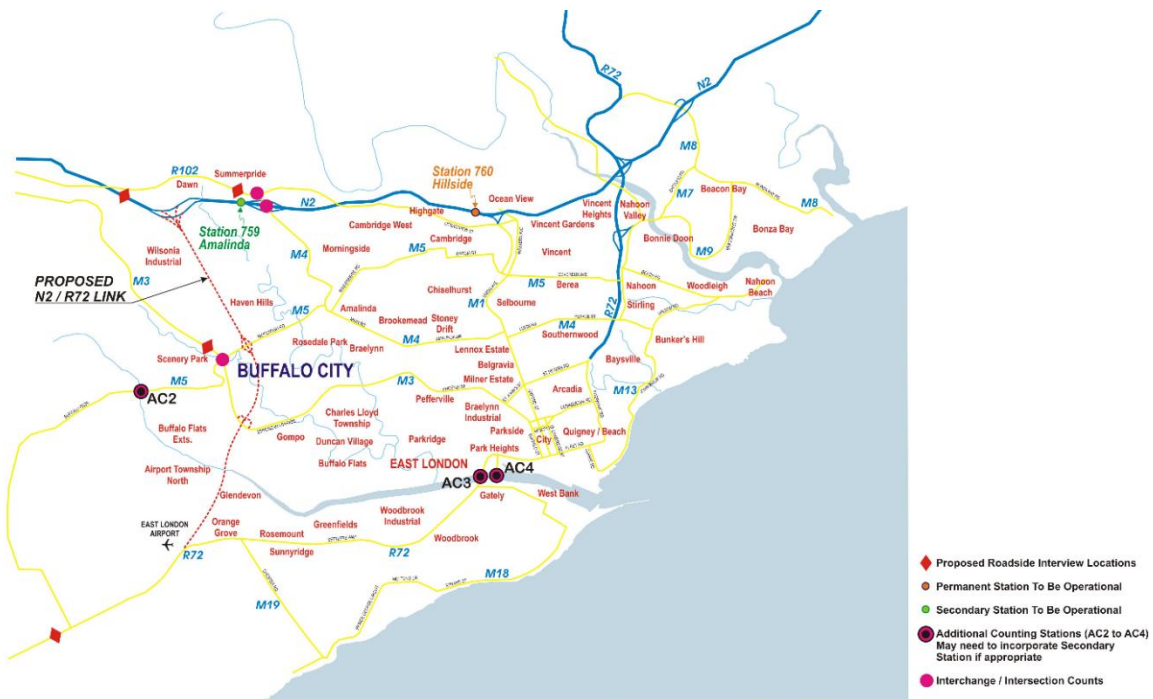 R72
N2
M8
R102
Summerpride
Dawn
Station 760
Hillside
Beacon Bay
M7
M8
N2
Ocean View
Vincent
Heights
Nahoon
Valley
Highgate
Station 759
Amalinda
Cambridge West
Vincent Gardens
Bonza Bay
Bonnie Doon
Cambridge
Wilsonia
Industrial
M4
Morningside
M5
Vincent
M9
PROPOSED
N2 / R72 LINK
M3
M5
Berea
Nahoon
Woodleigh
Nahoon
Beach
Chiselhurst
M1
Selbourne
Haven Hills
M5
Amalinda
Stirling
R72
Brookemead
Stoney
Drift
M4
Southernwood
Rosedale Park
Braelynn
M4
Bunker's Hill
Lennox Estate
Scenery Park
BUFFALO CITY
Belgravia
Baysville
M5
M3
Milner Estate
Arcadia
M13
AC2
Pefferville
Braelynn
Industrial
Charles Lloyd
Township
Buffalo Flats
Exts.
Gompo
Duncan Village
Parkridge
Parkside
City
Quigney / Beach
Park Heights
Buffalo Flats
EAST LONDON
AC4
Airport Township
North
AC3
Glendevon
Gately
West Bank
Woodbrook
Industrial
EAST LONDON
AIRPORT
Orange
Grove
Greenfields
Rosemount
Woodbrook
R72
Sunnyridge
R72
M18
M19
Proposed Roadside Interview Locations
Permanent Station To Be Operational
Secondary Station To Be Operational
Additional Counting Stations (AC2 to AC4)
May need to incorporate Secondary
Station if appropriate
Interchange / Intersection Counts